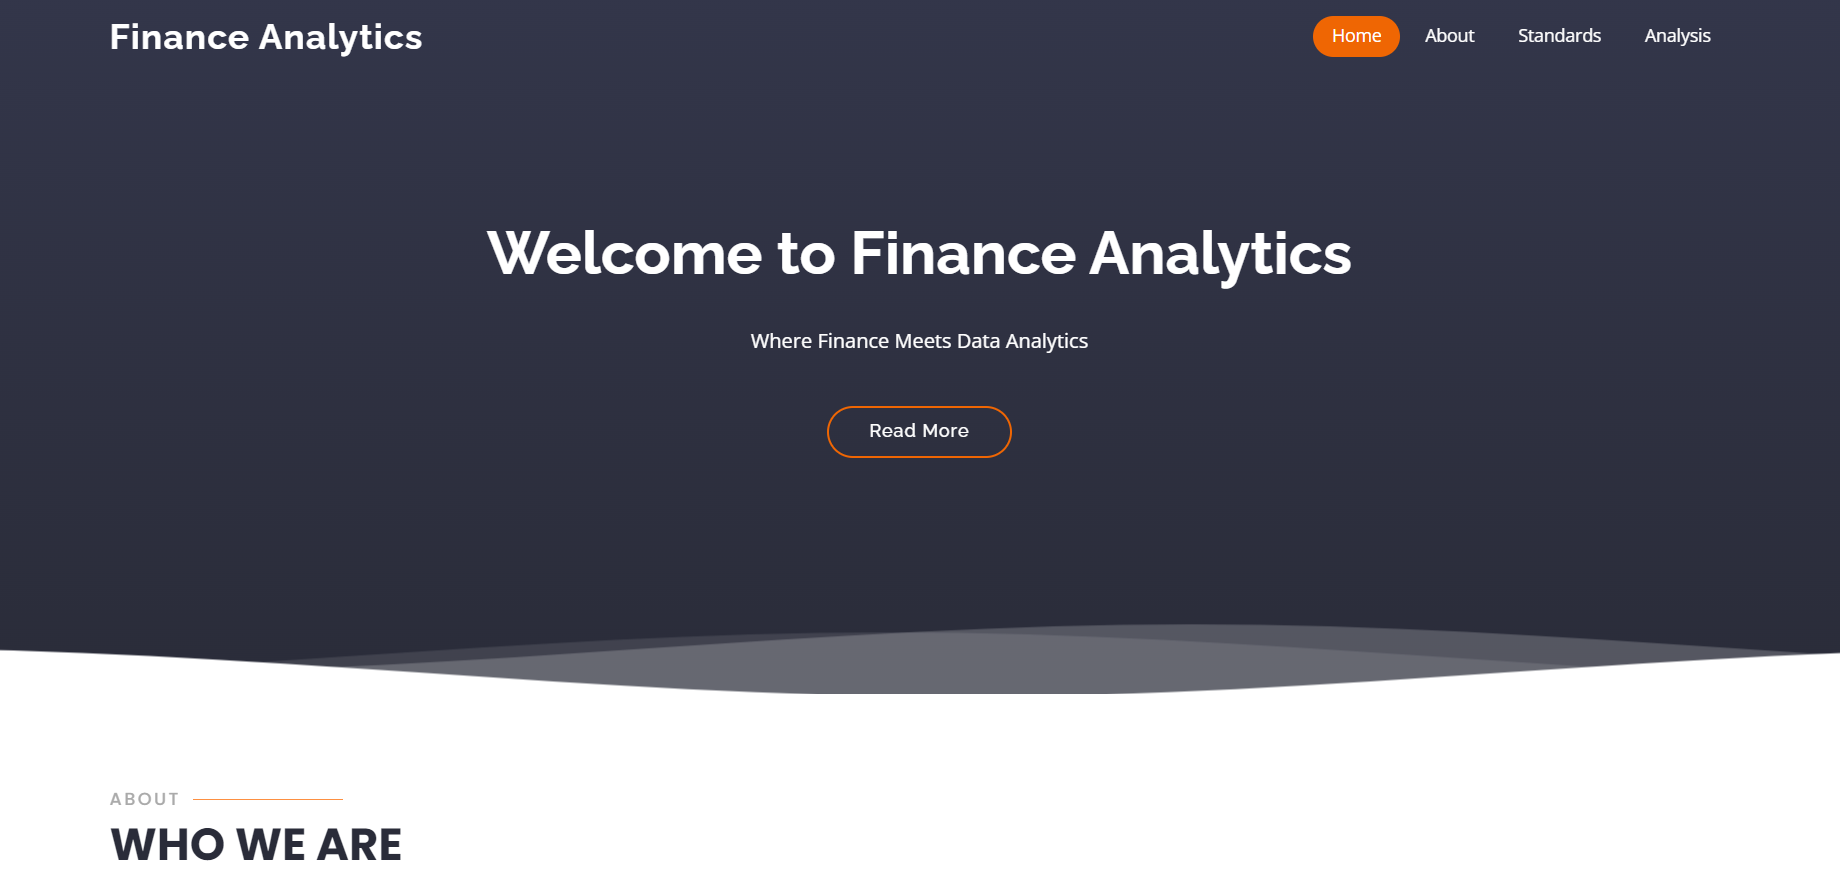 Finance Analytics
Home About Standards Analysis
Welcome to Finance Analytics
Where Finance Meets Data Analytics
Read More
ABOUT
WHO WE ARE